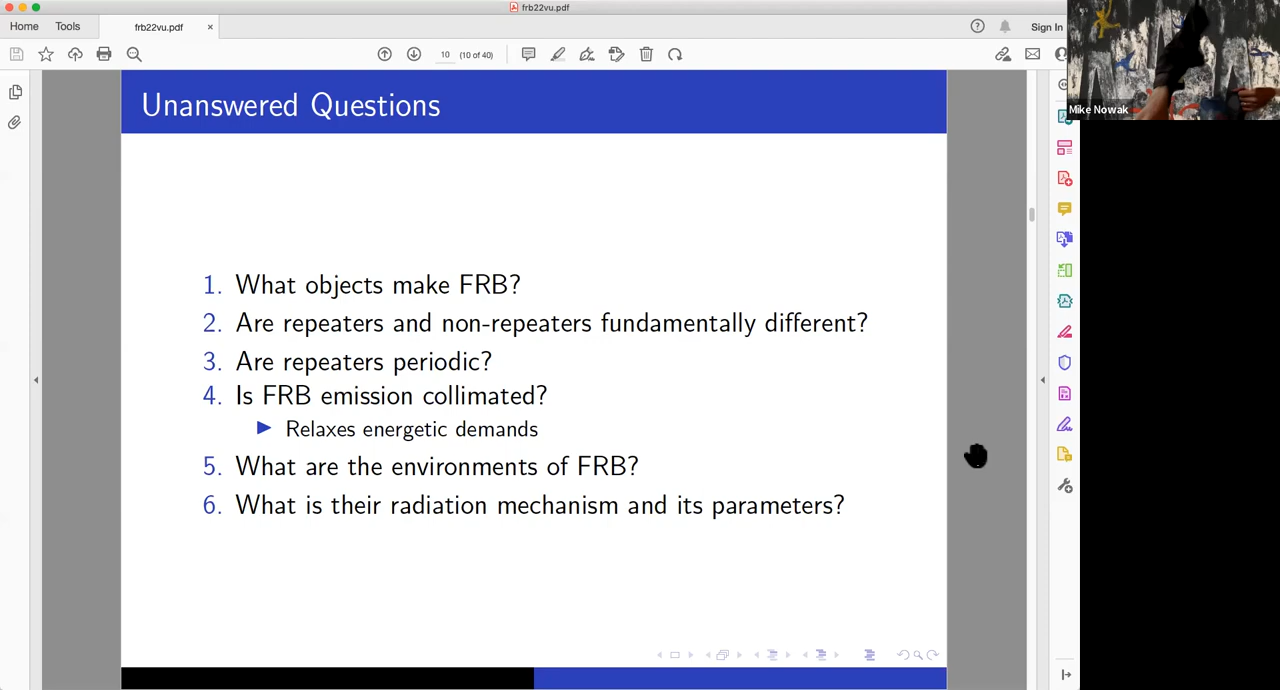 frb22vu.pdf
Home Tools frb22vu.pdf × Sign In
10 (10 of 40)
Mike Nowak
Unanswered Questions
1. What objects make FRB?
2. Are repeaters and non-repeaters fundamentally different?
3. Are repeaters periodic?
4. Is FRB emission collimated?
Relaxes energetic demands
5. What are the environments of FRB?
6. What is their radiation mechanism and its parameters?